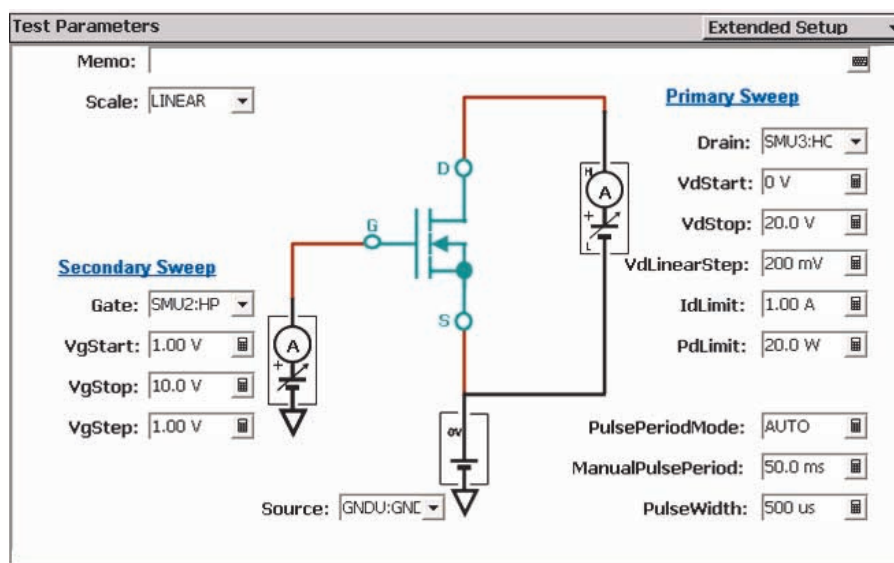 Test Parameters
Extended Setup
Memo:
Scale: LINEAR
Primary Sweep
Drain: SMU3:HC
VdStart: 0 V
VdStop: 20.0 V
VdLinearStep: 200 mV
IdLimit: 1.00 A
PdLimit: 20.0 W
D
G
S
H
A
+
L
Secondary Sweep
Gate: SMU2:HP
VgStart: 1.00 V
VgStop: 10.0 V
VgStep: 1.00 V
A
+
0V
Source: GNDU:GND
PulsePeriodMode: AUTO
ManualPulsePeriod: 50.0 ms
PulseWidth: 500 us